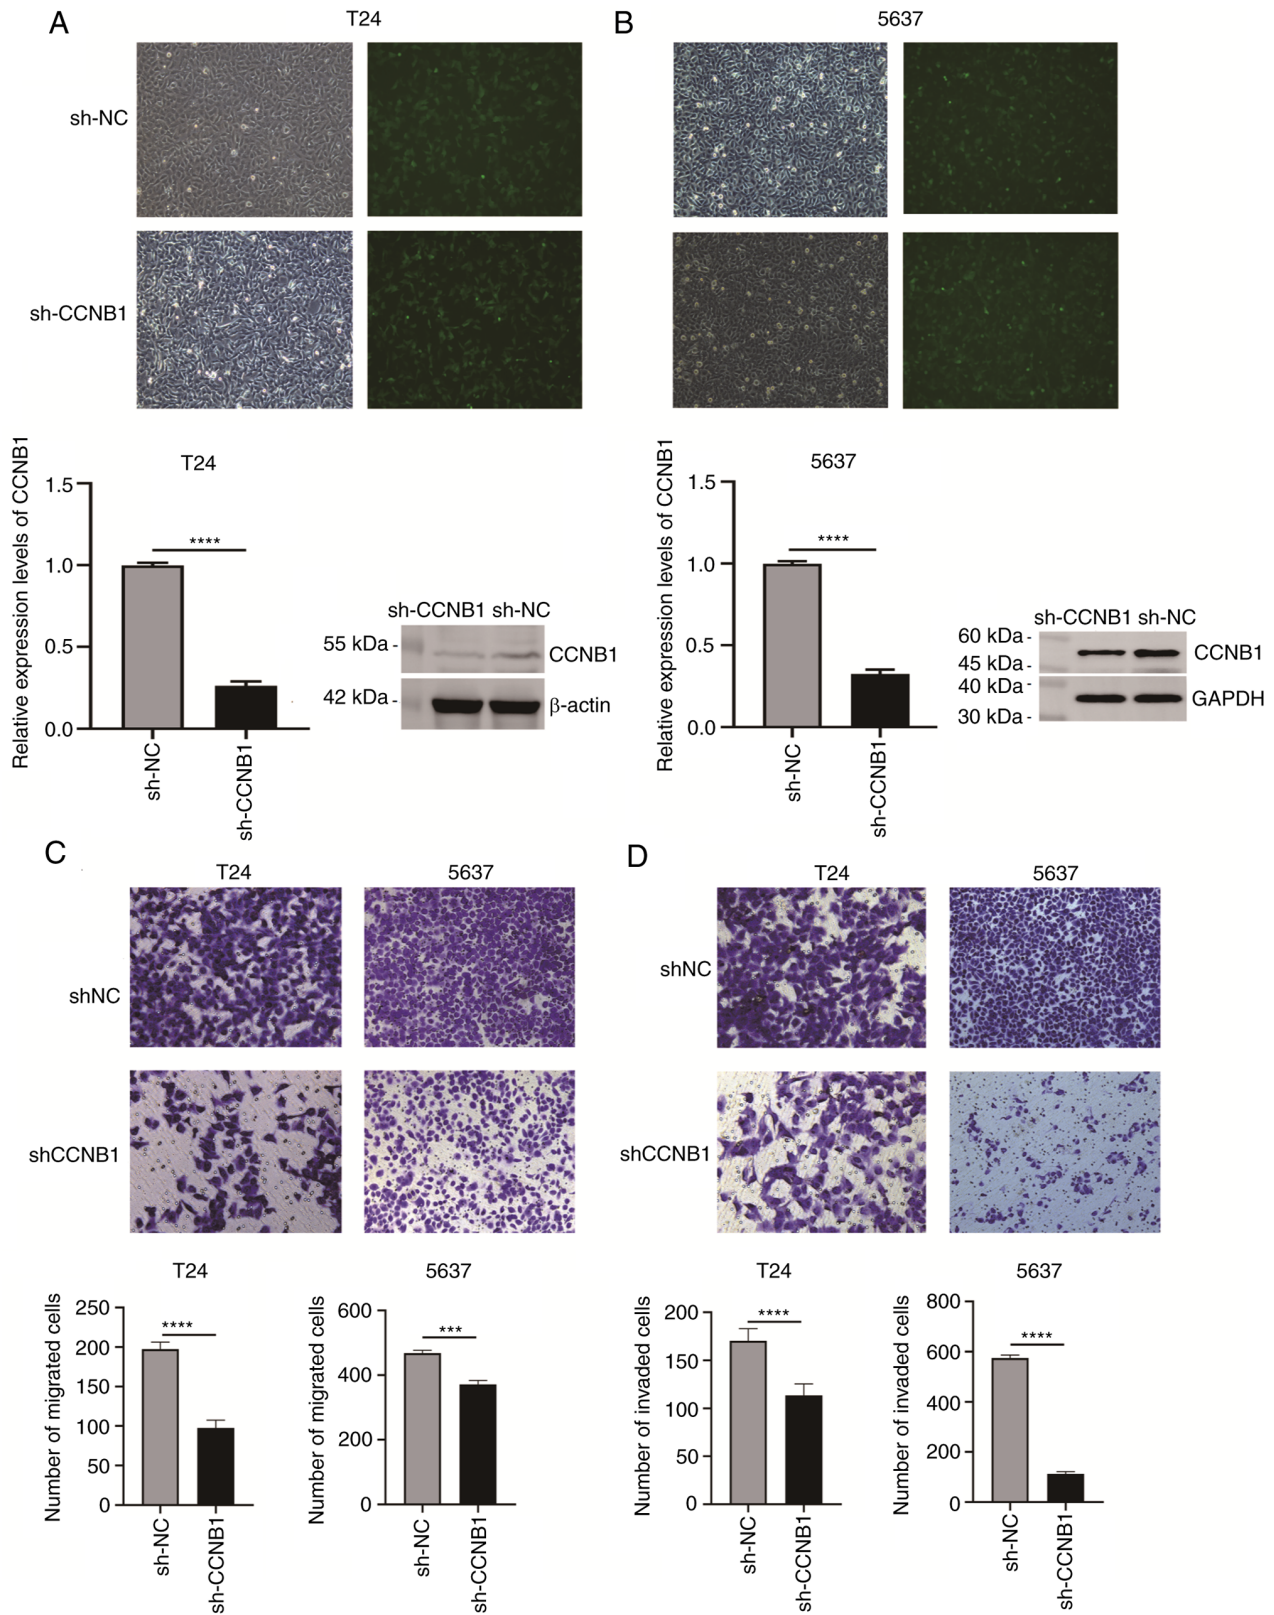 A
T24
B
5637
sh-NC
sh-CCNB1
T24
Relative expression levels of CCNB1
1.5
1.0
0.5
0.0
****
sh-NC
sh-CCNB1
sh-CCNB1 sh-NC
55 kDa -
CCNB1
42 kDa -
β-actin
5637
Relative expression levels of CCNB1
1.5
1.0
0.5
0.0
****
sh-NC
sh-CCNB1
sh-CCNB1 sh-NC
60 kDa -
45 kDa -
CCNB1
40 kDa -
30 kDa -
GAPDH
C
T24
5637
shNC
shCCNB1
T24
Number of migrated cells
250
200
150
100
50
0
****
sh-NC
sh-CCNB1
5637
Number of migrated cells
600
400
200
0
***
sh-NC
sh-CCNB1
D
T24
5637
shNC
shCCNB1
T24
Number of invaded cells
200
150
100
50
0
****
sh-NC
sh-CCNB1
5637
Number of invaded cells
800
600
400
200
0
****
sh-NC
sh-CCNB1